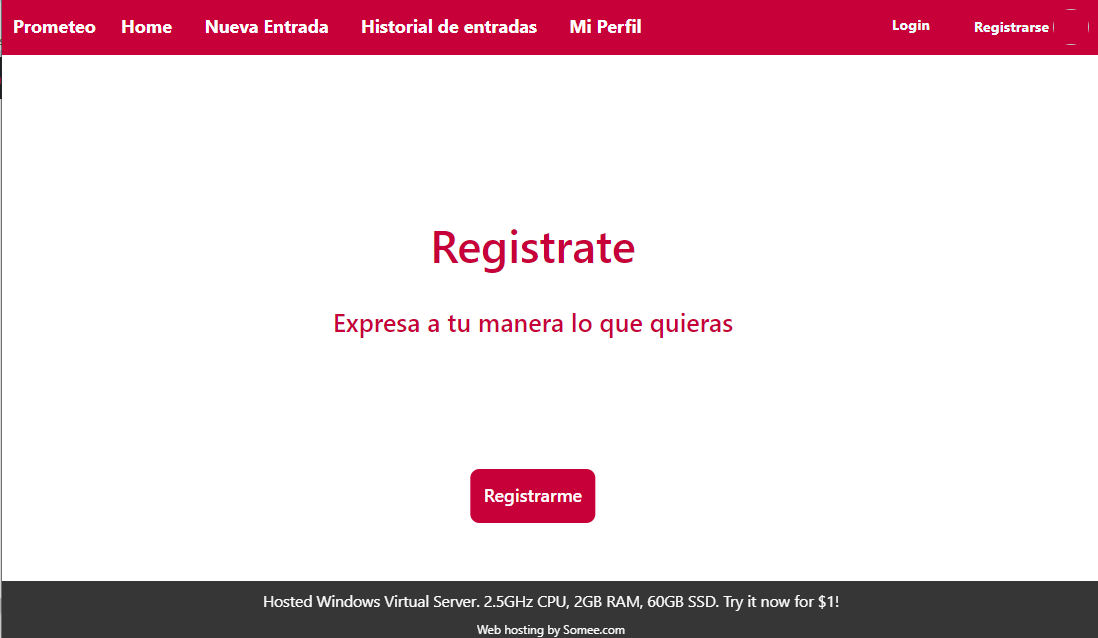 Prometeo Home Nueva Entrada Historial de entradas Mi Perfil Login Registrarse
Registrate
Expresa a tu manera lo que quieras
Registrarme
Hosted Windows Virtual Server. 2.5GHz CPU, 2GB RAM, 60GB SSD. Try it now for $1!
Web hosting by Somee.com